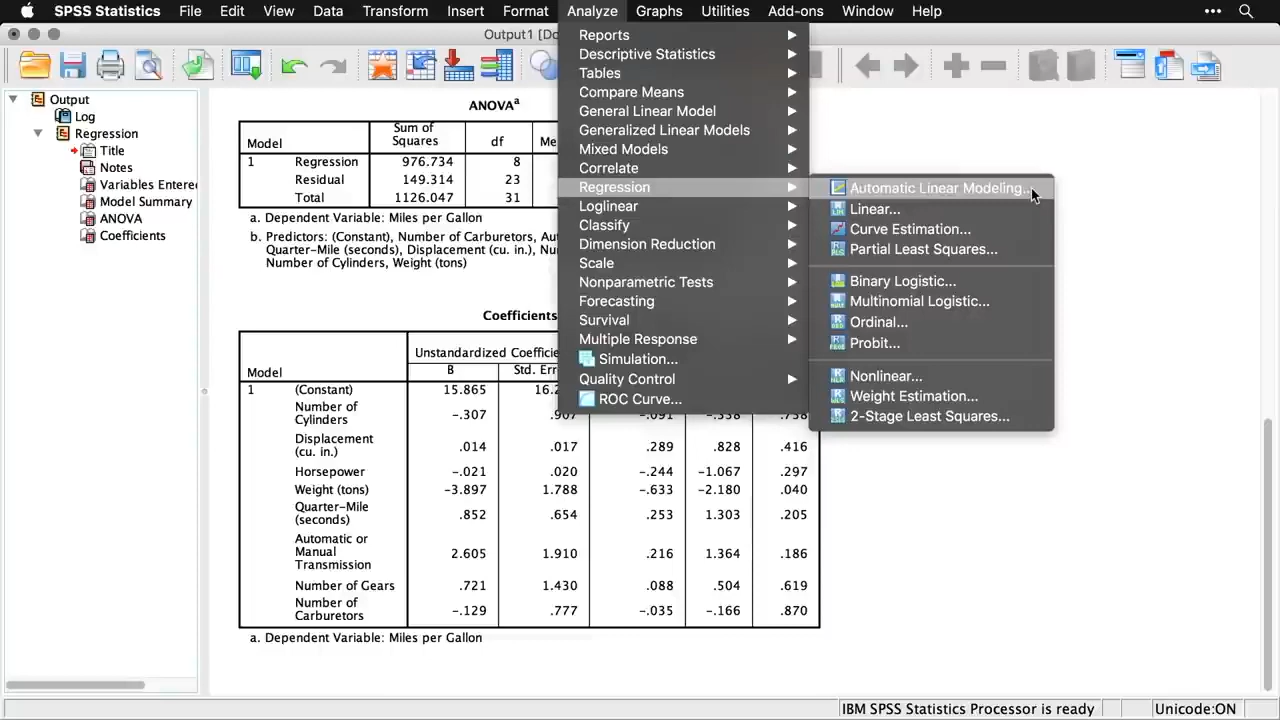 SPSS Statistics File Edit View Data Transform Insert Format Analyze Graphs Utilities Add-ons Window Help
Output1 [Do
Output
Log
Regression
Title
Notes
Variables Entere
Model Summary
ANOVA
Coefficients
ANOVAa
Model Sum of Squares df Me
1 Regression 976.734 8
Residual 149.314 23
Total 1126.047 31
a. Dependent Variable: Miles per Gallon
b. Predictors: (Constant), Number of Carburetors, Au
Quarter-Mile (seconds), Displacement (cu. in.), Nu
Number of Cylinders, Weight (tons)
Coefficients
Unstandardized Coefficie
Model B Std. Erro
1 (Constant) 15.865 16.2
Number of
Cylinders -.307 .907 -.091 -.338 .738
Displacement
(cu. in.) .014 .017 .289 .828 .416
Horsepower -.021 .020 -.244 -1.067 .297
Weight (tons) -3.897 1.788 -.633 -2.180 .040
Quarter-Mile
(seconds) .852 .654 .253 1.303 .205
Automatic or
Manual
Transmission 2.605 1.910 .216 1.364 .186
Number of Gears .721 1.430 .088 .504 .619
Number of
Carburetors -.129 .777 -.035 -.166 .870
a. Dependent Variable: Miles per Gallon
Reports
Descriptive Statistics
Tables
Compare Means
General Linear Model
Generalized Linear Models
Mixed Models
Correlate
Regression
Loglinear
Classify
Dimension Reduction
Scale
Nonparametric Tests
Forecasting
Survival
Multiple Response
Simulation...
Quality Control
ROC Curve...
Automatic Linear Modeling...
Linear...
Curve Estimation...
Partial Least Squares...
Binary Logistic...
Multinomial Logistic...
Ordinal...
Probit...
Nonlinear...
Weight Estimation...
2-Stage Least Squares...
IBM SPSS Statistics Processor is ready Unicode:ON